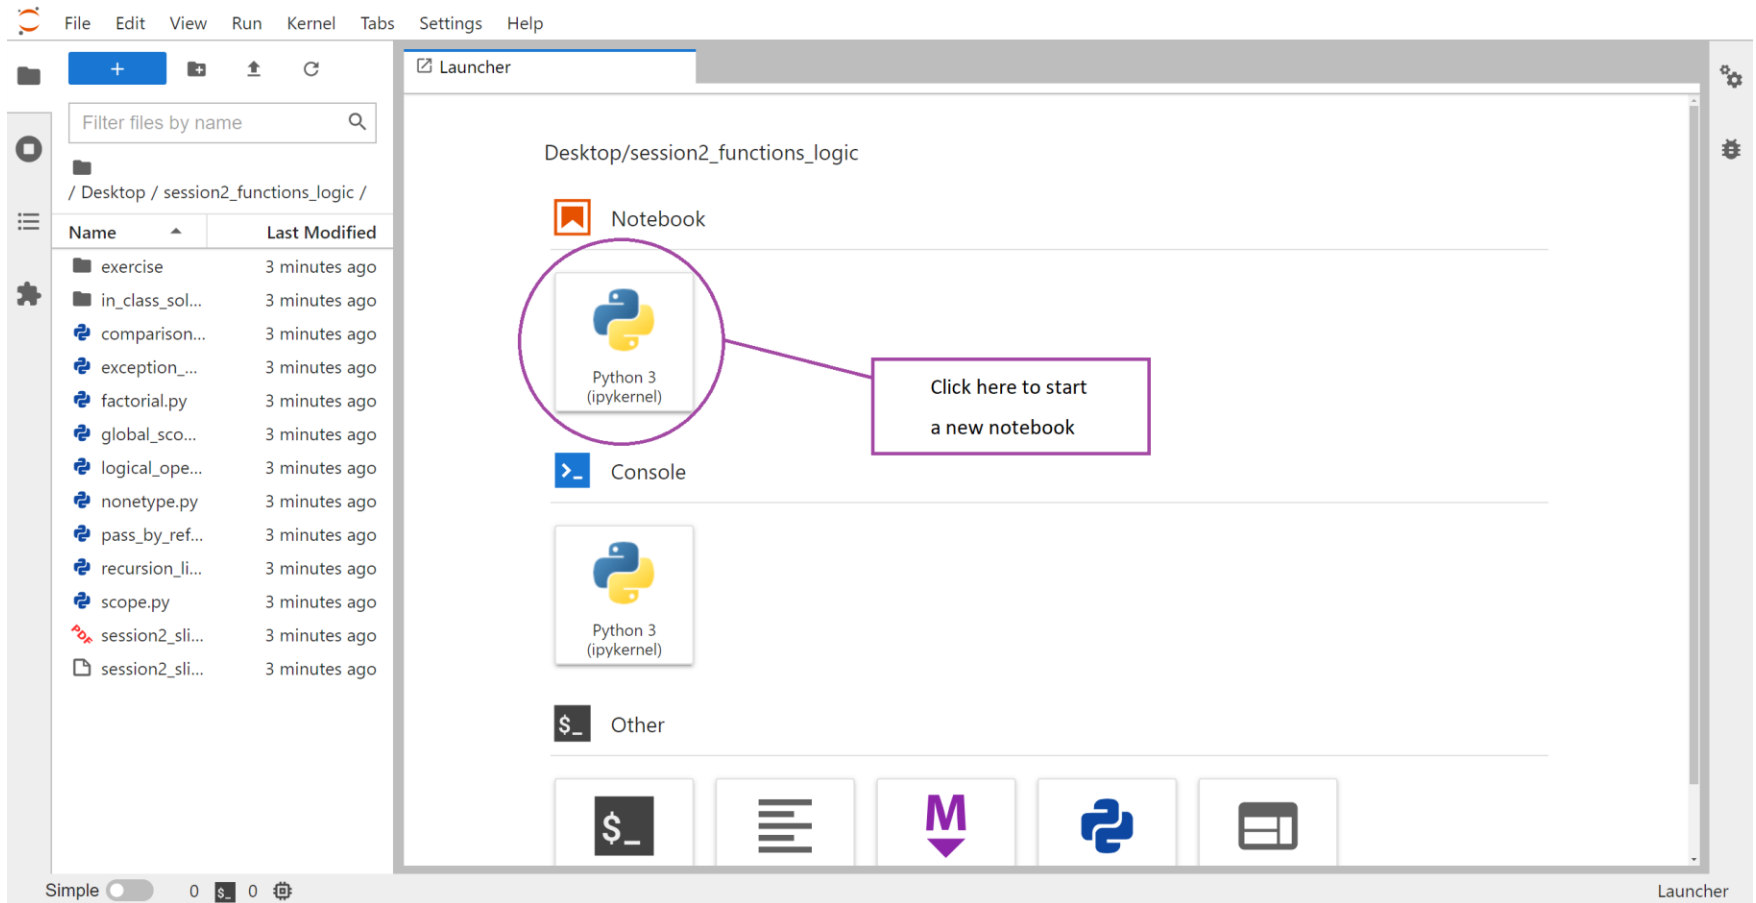 File Edit View Run Kernel Tabs Settings Help
+
Filter files by name
/ Desktop / session2_functions_logic /
Name Last Modified
exercise 3 minutes ago
in_class_sol... 3 minutes ago
comparison... 3 minutes ago
exception_... 3 minutes ago
factorial.py 3 minutes ago
global_sco... 3 minutes ago
logical_ope... 3 minutes ago
nonetype.py 3 minutes ago
pass_by_ref... 3 minutes ago
recursion_li... 3 minutes ago
scope.py 3 minutes ago
PDF session2_sli... 3 minutes ago
session2_sli... 3 minutes ago
Launcher
Desktop/session2_functions_logic
Notebook
Python 3
(ipykernel)
Click here to start
a new notebook
>_ Console
Python 3
(ipykernel)
$_ Other
$_ M
Simple 0 $_ 0 Launcher